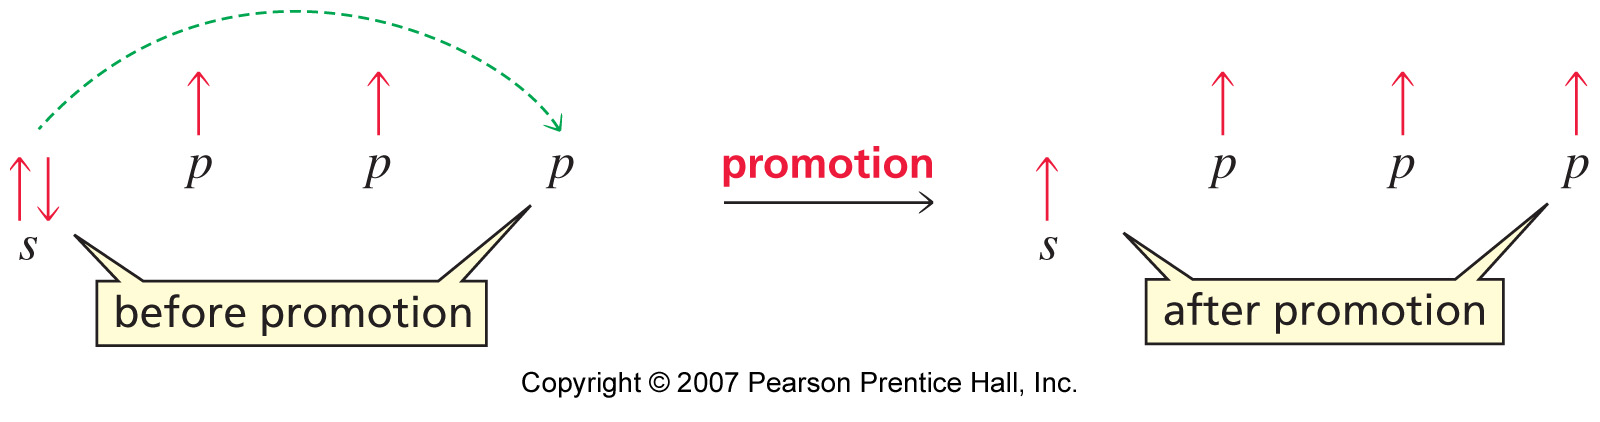 p p p promotion p p p
s s
before promotion after promotion
Copyright © 2007 Pearson Prentice Hall, Inc.